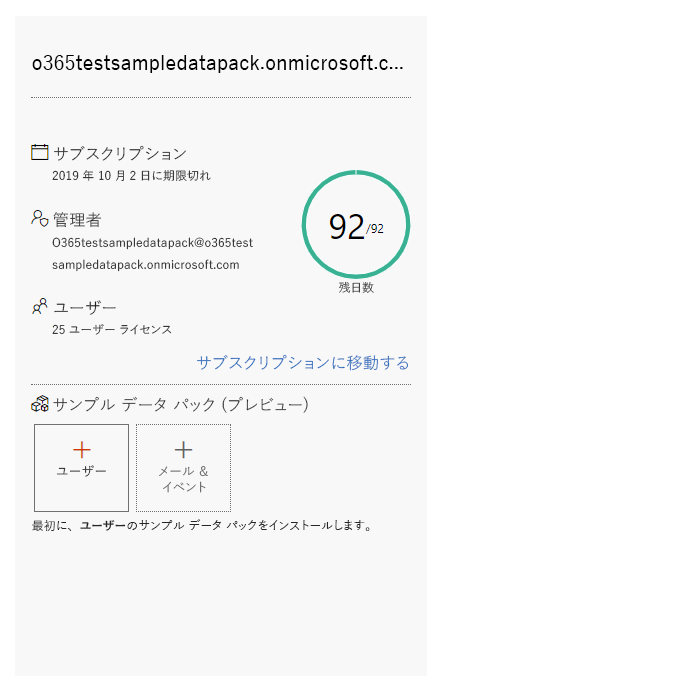 o365testsampledatapack.onmicrosoft.c...
サブスクリプション
2019 年 10 月 2 日に期限切れ
管理者
O365testsampledatapack@o365test
sampledatapack.onmicrosoft.com
92/92
残日数
ユーザー
25 ユーザー ライセンス
サブスクリプションに移動する
サンプル データ パック (プレビュー)
ユーザー
メール &
イベント
最初に、ユーザーのサンプル データ パックをインストールします。